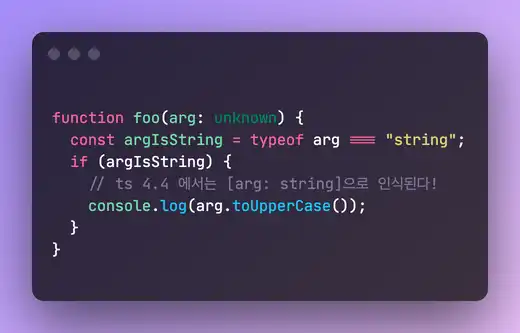 function foo(arg: unknown) {
const argIsString = typeof arg === "string";
if (argIsString) {
// ts 4.4 에서는 [arg: string]으로 인식된다!
console.log(arg.toUpperCase());
}
}